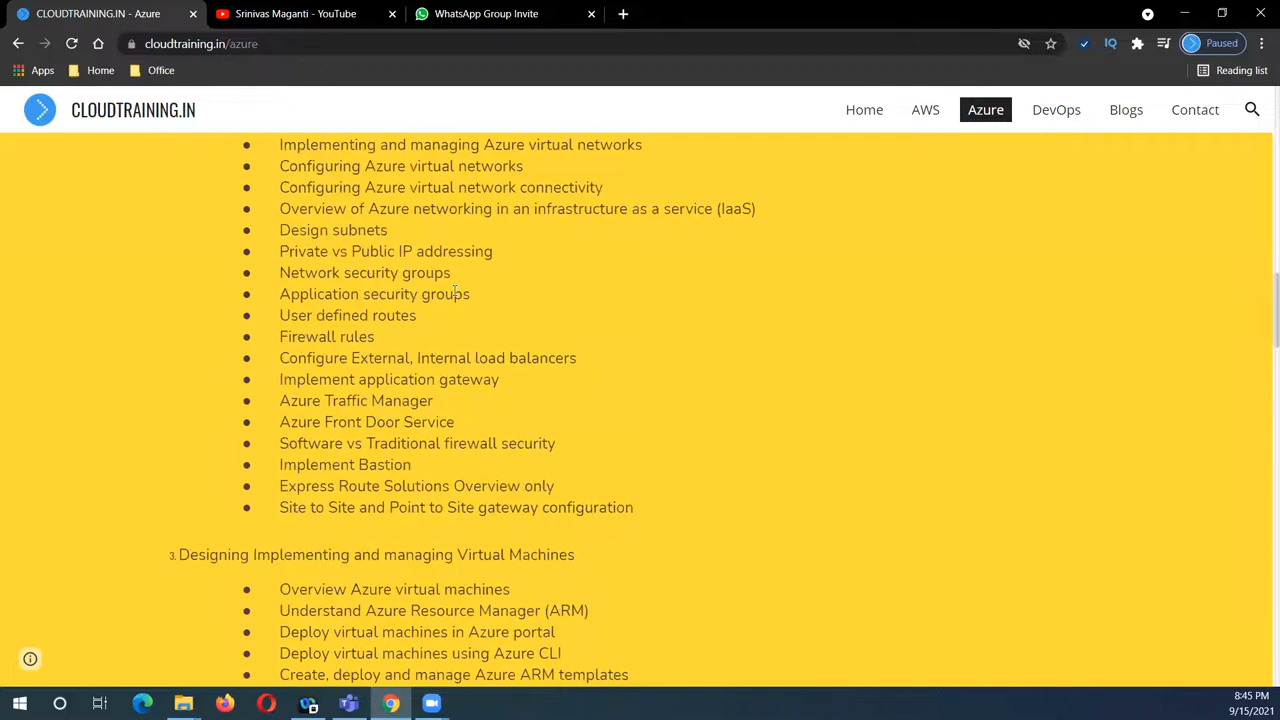 CLOUDTRAINING.IN - Azure
Srinivas Maganti - YouTube
WhatsApp Group Invite
cloudtraining.in/azure
IQ
Paused
Apps
Home
Office
Reading list
CLOUDTRAINING.IN
Home
AWS
Azure
DevOps
Blogs
Contact
Implementing and managing Azure virtual networks
Configuring Azure virtual networks
Configuring Azure virtual network connectivity
Overview of Azure networking in an infrastructure as a service (IaaS)
Design subnets
Private vs Public IP addressing
Network security groups
Application security groups
User defined routes
Firewall rules
Configure External, Internal load balancers
Implement application gateway
Azure Traffic Manager
Azure Front Door Service
Software vs Traditional firewall security
Implement Bastion
Express Route Solutions Overview only
Site to Site and Point to Site gateway configuration
3. Designing Implementing and managing Virtual Machines
Overview Azure virtual machines
Understand Azure Resource Manager (ARM)
Deploy virtual machines in Azure portal
Deploy virtual machines using Azure CLI
Create, deploy and manage Azure ARM templates
8:45 PM
9/15/2021